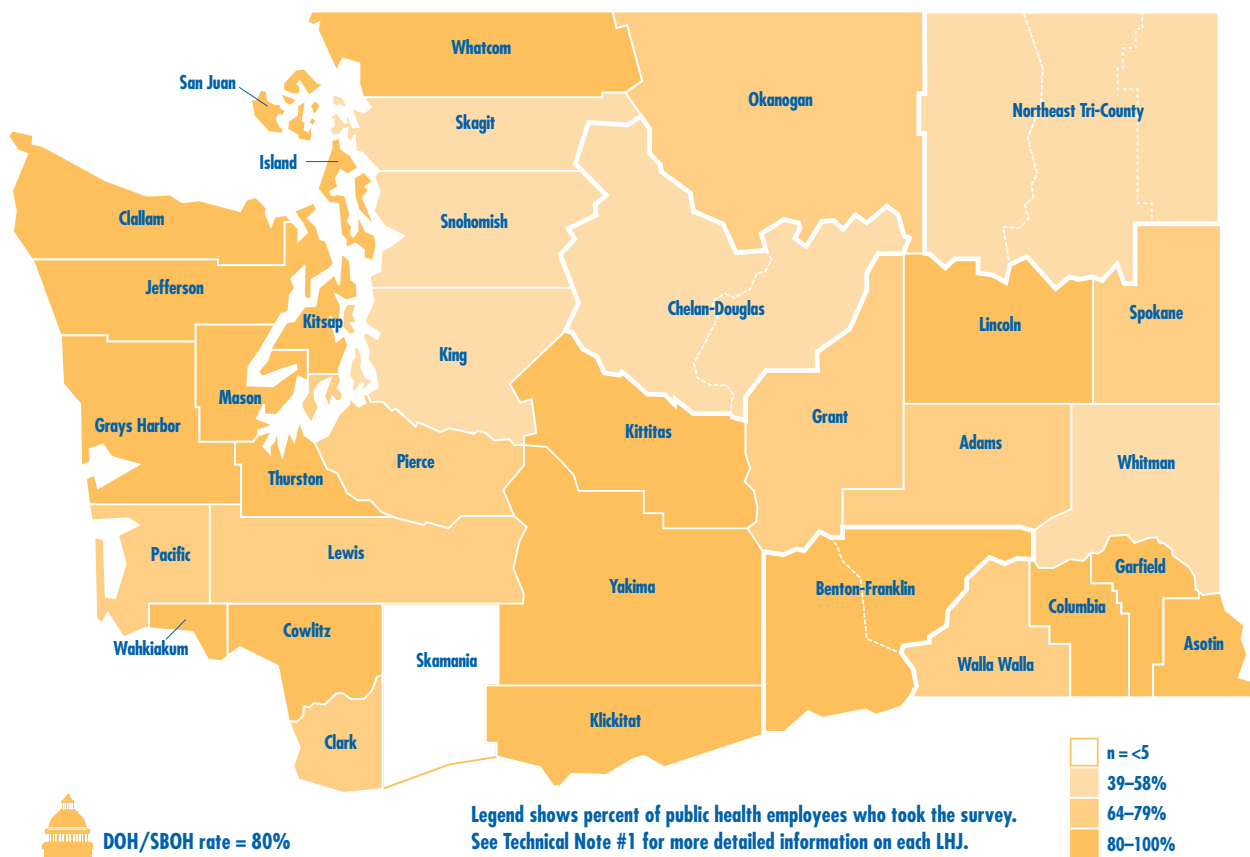 Whatcom
San Juan
Okanogan
Northeast Tri-County
Skagit
Island
Clallam
Snohomish
Jefferson
Chelan-Douglas
Kitsap
Lincoln
Spokane
King
Mason
Grays Harbor
Kittitas
Grant
Adams
Pierce
Whitman
Thurston
Pacific
Lewis
Yakima
Benton-Franklin
Garfield
Columbia
Wahkiakum
Cowlitz
Skamania
Walla Walla
Asotin
Klickitat
Clark
n = <5
39–58%
64–79%
80–100%
DOH/SBOH rate = 80%
Legend shows percent of public health employees who took the survey.
See Technical Note #1 for more detailed information on each LHJ.